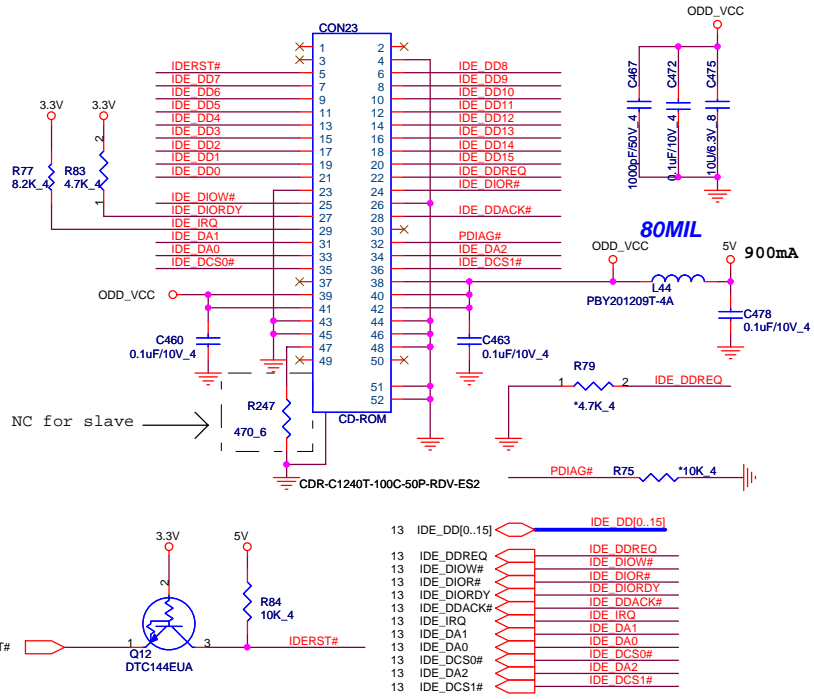 ODD_VCC
CON23
C467
C472
C475
1000pF/50V_4
0.1uF/10V_4
10U/6.3V_8
1 2
3 4
IDERST# 5 6 IDE_DD8
IDE_DD7 7 8 IDE_DD9
IDE_DD6 9 10 IDE_DD10
IDE_DD5 11 12 IDE_DD11
IDE_DD4 13 14 IDE_DD12
IDE_DD3 15 16 IDE_DD13
IDE_DD2 17 18 IDE_DD14
IDE_DD1 19 20 IDE_DD15
IDE_DD0 21 22 IDE_DDREQ
23 24 IDE_DIOR#
IDE_DIOW# 25 26
IDE_DIORDY 27 28 IDE_DDACK#
IDE_IRQ 29 30
IDE_DA1 31 32 PDIAG#
IDE_DA0 33 34 IDE_DA2
IDE_DCS0# 35 36 IDE_DCS1#
37 38
39 40
41 42
43 44
45 46
47 48
49 50
51
52
CD-ROM
CDR-C1240T-100C-50P-RDV-ES2
3.3V 3.3V
2
R77 R83
8.2K_4 4.7K_4
1
ODD_VCC
C460
0.1uF/10V_4
C463
0.1uF/10V_4
80MIL
ODD_VCC 5V 900mA
L44
PBY201209T-4A
C478
0.1uF/10V_4
R79
1 2 IDE_DDREQ
*4.7K_4
NC for slave
R247
470_6
PDIAG# R75 *10K_4
3.3V 5V
2
R84
10K_4
T# 1 3 IDERST#
Q12
DTC144EUA
13 IDE_DD[0..15] IDE_DD[0..15]
13 IDE_DDREQ IDE_DDREQ
13 IDE_DIOW# IDE_DIOW#
13 IDE_DIOR# IDE_DIOR#
13 IDE_DIORDY IDE_DIORDY
13 IDE_DDACK# IDE_DDACK#
13 IDE_IRQ IDE_IRQ
13 IDE_DA1 IDE_DA1
13 IDE_DA0 IDE_DA0
13 IDE_DCS0# IDE_DCS0#
13 IDE_DA2 IDE_DA2
13 IDE_DCS1# IDE_DCS1#